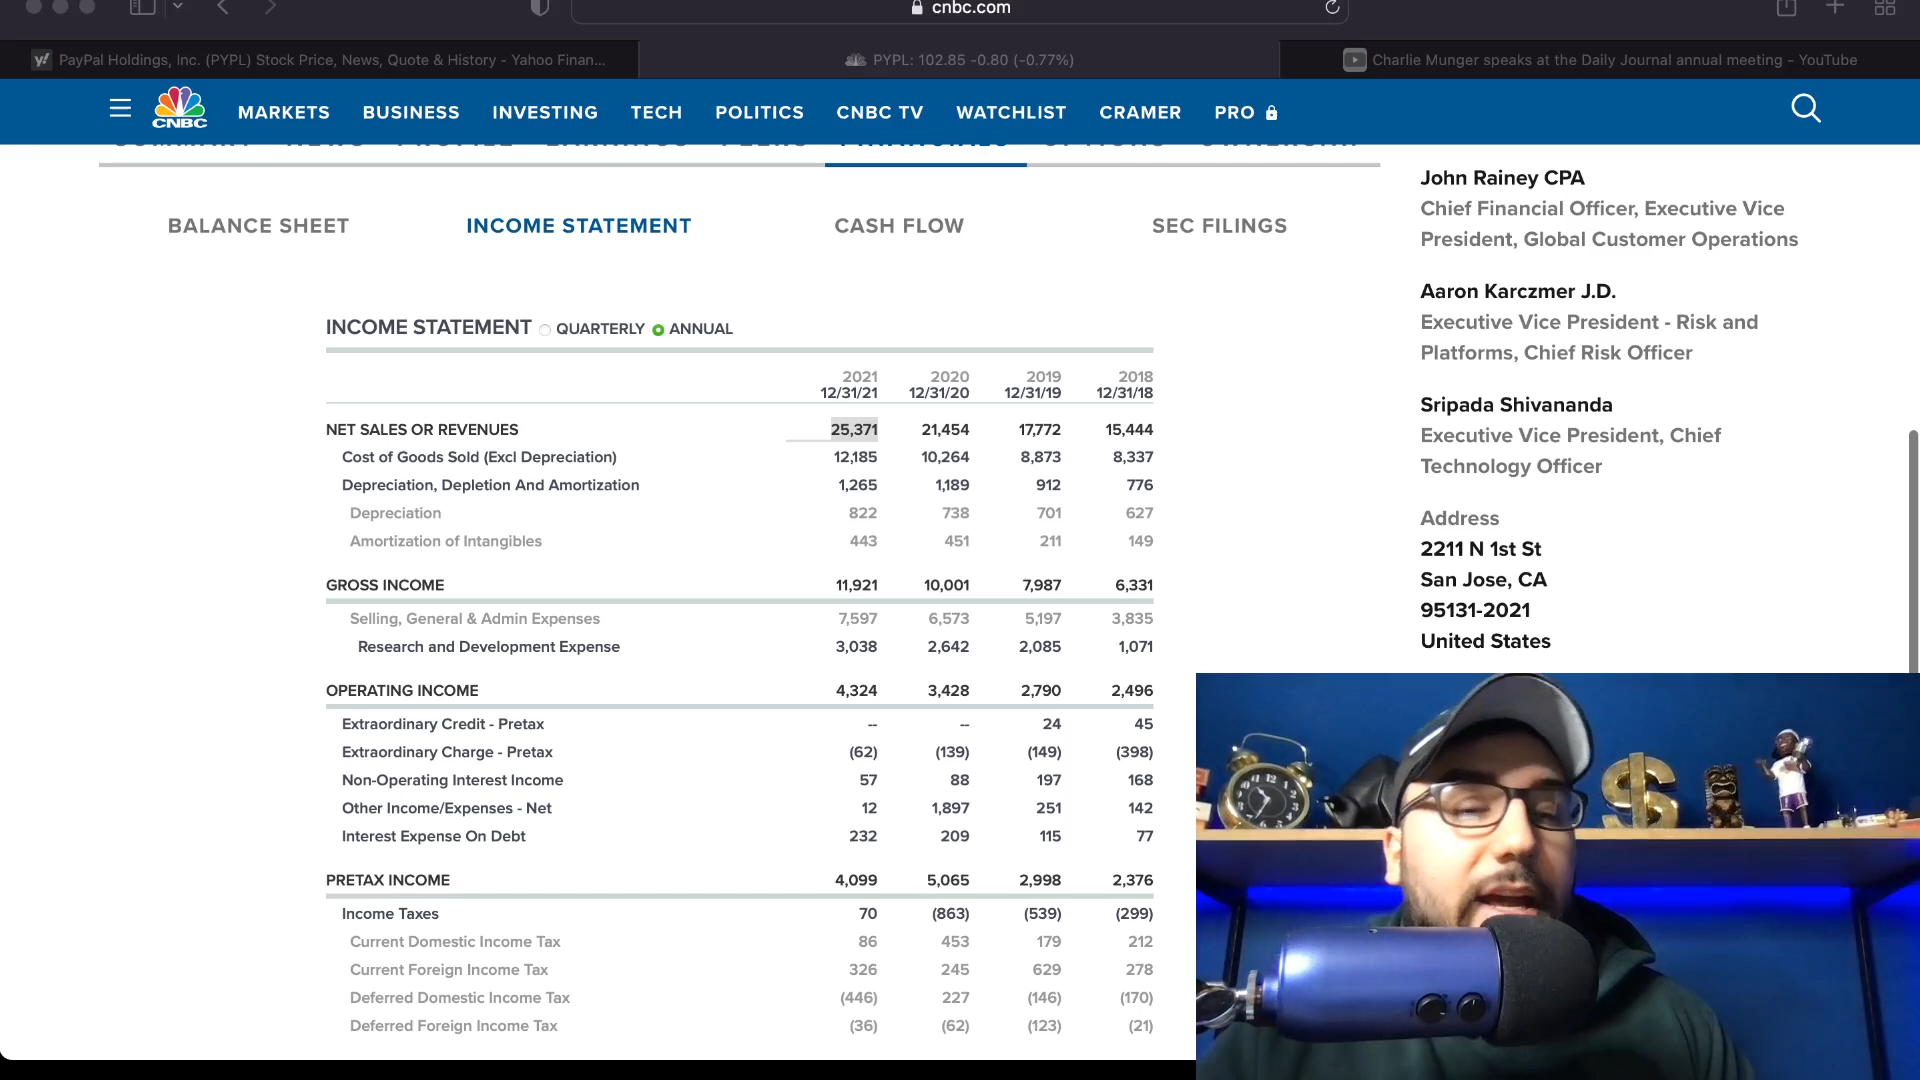 cnbc.com
PayPal Holdings, Inc. (PYPL) Stock Price, News, Quote & History - Yahoo Finan...
PYPL: 102.85 -0.80 (-0.77%)
Charlie Munger speaks at the Daily Journal annual meeting - YouTube
CNBC
MARKETS BUSINESS INVESTING TECH POLITICS CNBC TV WATCHLIST CRAMER PRO
SUMMARY NEWS PROFILE EARNINGS PEERS FINANCIALS OPTIONS OWNERSHIP
BALANCE SHEET INCOME STATEMENT CASH FLOW SEC FILINGS
INCOME STATEMENT QUARTERLY ANNUAL
2021 2020 2019 2018
12/31/21 12/31/20 12/31/19 12/31/18
NET SALES OR REVENUES 25,371 21,454 17,772 15,444
Cost of Goods Sold (Excl Depreciation) 12,185 10,264 8,873 8,337
Depreciation, Depletion And Amortization 1,265 1,189 912 776
Depreciation 822 738 701 627
Amortization of Intangibles 443 451 211 149
GROSS INCOME 11,921 10,001 7,987 6,331
Selling, General & Admin Expenses 7,597 6,573 5,197 3,835
Research and Development Expense 3,038 2,642 2,085 1,071
OPERATING INCOME 4,324 3,428 2,790 2,496
Extraordinary Credit - Pretax -- -- 24 45
Extraordinary Charge - Pretax (62) (139) (149) (398)
Non-Operating Interest Income 57 88 197 168
Other Income/Expenses - Net 12 1,897 251 142
Interest Expense On Debt 232 209 115 77
PRETAX INCOME 4,099 5,065 2,998 2,376
Income Taxes 70 (863) (539) (299)
Current Domestic Income Tax 86 453 179 212
Current Foreign Income Tax 326 245 629 278
Deferred Domestic Income Tax (446) 227 (146) (170)
Deferred Foreign Income Tax (36) (62) (123) (21)
John Rainey CPA
Chief Financial Officer, Executive Vice
President, Global Customer Operations
Aaron Karczmer J.D.
Executive Vice President - Risk and
Platforms, Chief Risk Officer
Sripada Shivananda
Executive Vice President, Chief
Technology Officer
Address
2211 N 1st St
San Jose, CA
95131-2021
United States